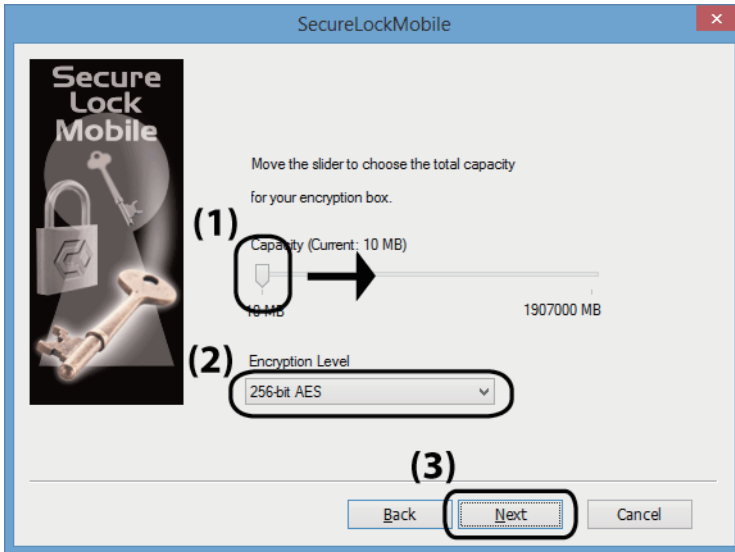 SecureLockMobile
Secure
Lock
Mobile
Move the slider to choose the total capacity
for your encryption box.
(1)
Capacity (Current: 10 MB)
10 MB 1907000 MB
(2) Encryption Level
256-bit AES
(3)
Back Next Cancel